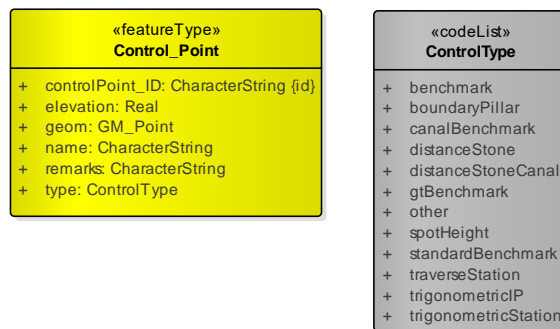 «featureType»
Control_Point
+ controlPoint_ID: CharacterString {id}
+ elevation: Real
+ geom: GM_Point
+ name: CharacterString
+ remarks: CharacterString
+ type: ControlType
«codeList»
ControlType
+ benchmark
+ boundaryPillar
+ canalBenchmark
+ distanceStone
+ distanceStoneCanal
+ gtBenchmark
+ other
+ spotHeight
+ standardBenchmark
+ traverseStation
+ trigonometricIP
+ trigonometricStation